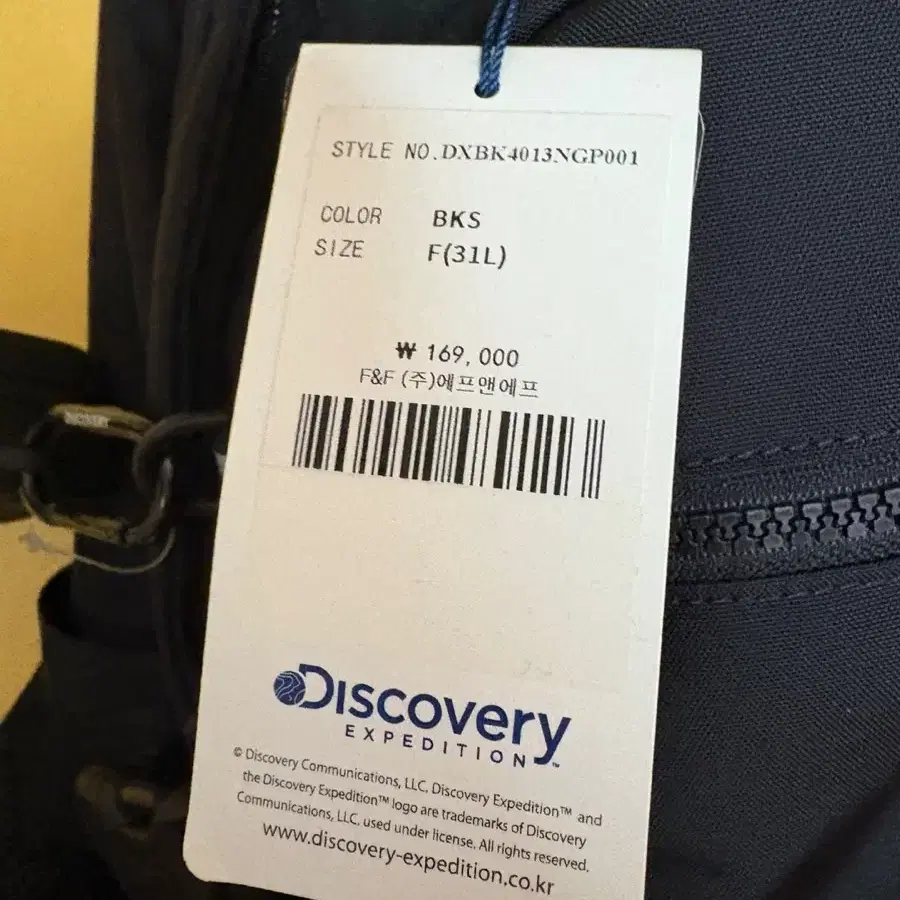 STYLE NO.DXBK4013NGP001
COLOR BKS
SIZE F(31L)
₩ 169,000
F&F (주)에프앤에프
DISCOVERY
EXPEDITION™
© Discovery Communications, LLC, Discovery Expedition™ and
the Discovery Expedition™ logo are trademarks of Discovery
Communications, LLC. used under license. All rights reserved.
www.discovery-expedition.co.kr